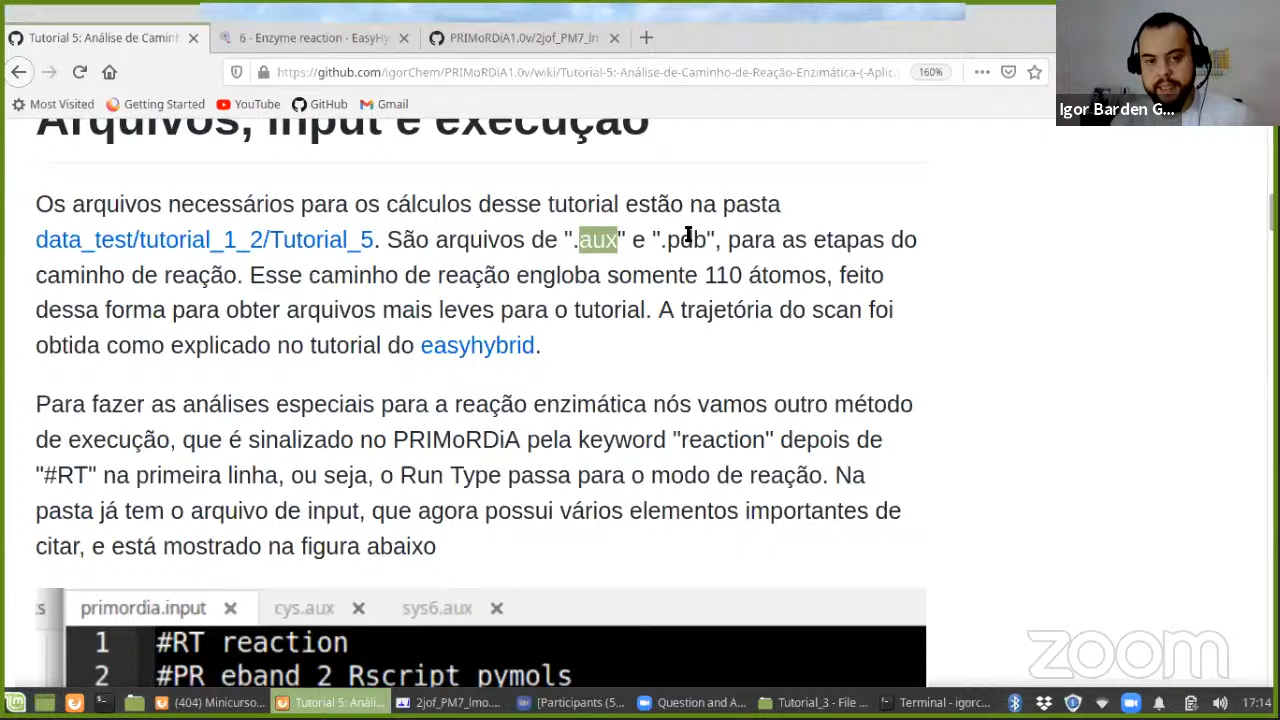 Tutorial 5: Análise de Camin
6 - Enzyme reaction - EasyHy
PRIMoRDiA1.0v/2jof_PM7_lm
https://github.com/igorChem/PRIMoRDiA1.0v/wiki/Tutorial-5:-Análise-de-Caminho-de-Reação-Enzimática-(-Aplic
160%
Most Visited
Getting Started
YouTube
GitHub
Gmail
Igor Barden G...
Arquivos, input e execução
Os arquivos necessários para os cálculos desse tutorial estão na pasta
data_test/tutorial_1_2/Tutorial_5. São arquivos de ".aux" e ".pdb", para as etapas do
caminho de reação. Esse caminho de reação engloba somente 110 átomos, feito
dessa forma para obter arquivos mais leves para o tutorial. A trajetória do scan foi
obtida como explicado no tutorial do easyhybrid.
Para fazer as análises especiais para a reação enzimática nós vamos outro método
de execução, que é sinalizado no PRIMoRDiA pela keyword "reaction" depois de
"#RT" na primeira linha, ou seja, o Run Type passa para o modo de reação. Na
pasta já tem o arquivo de input, que agora possui vários elementos importantes de
citar, e está mostrado na figura abaixo
ts
primordia.input
cys.aux
sys6.aux
1 #RT reaction
2 #PR eband 2 Rscript pymols
zoom
(404) Minicurso...
Tutorial 5: Análi...
2jof_PM7_lmo....
[Participants (5...
Question and A...
Tutorial_3 - File ...
Terminal - igorc...
17:14